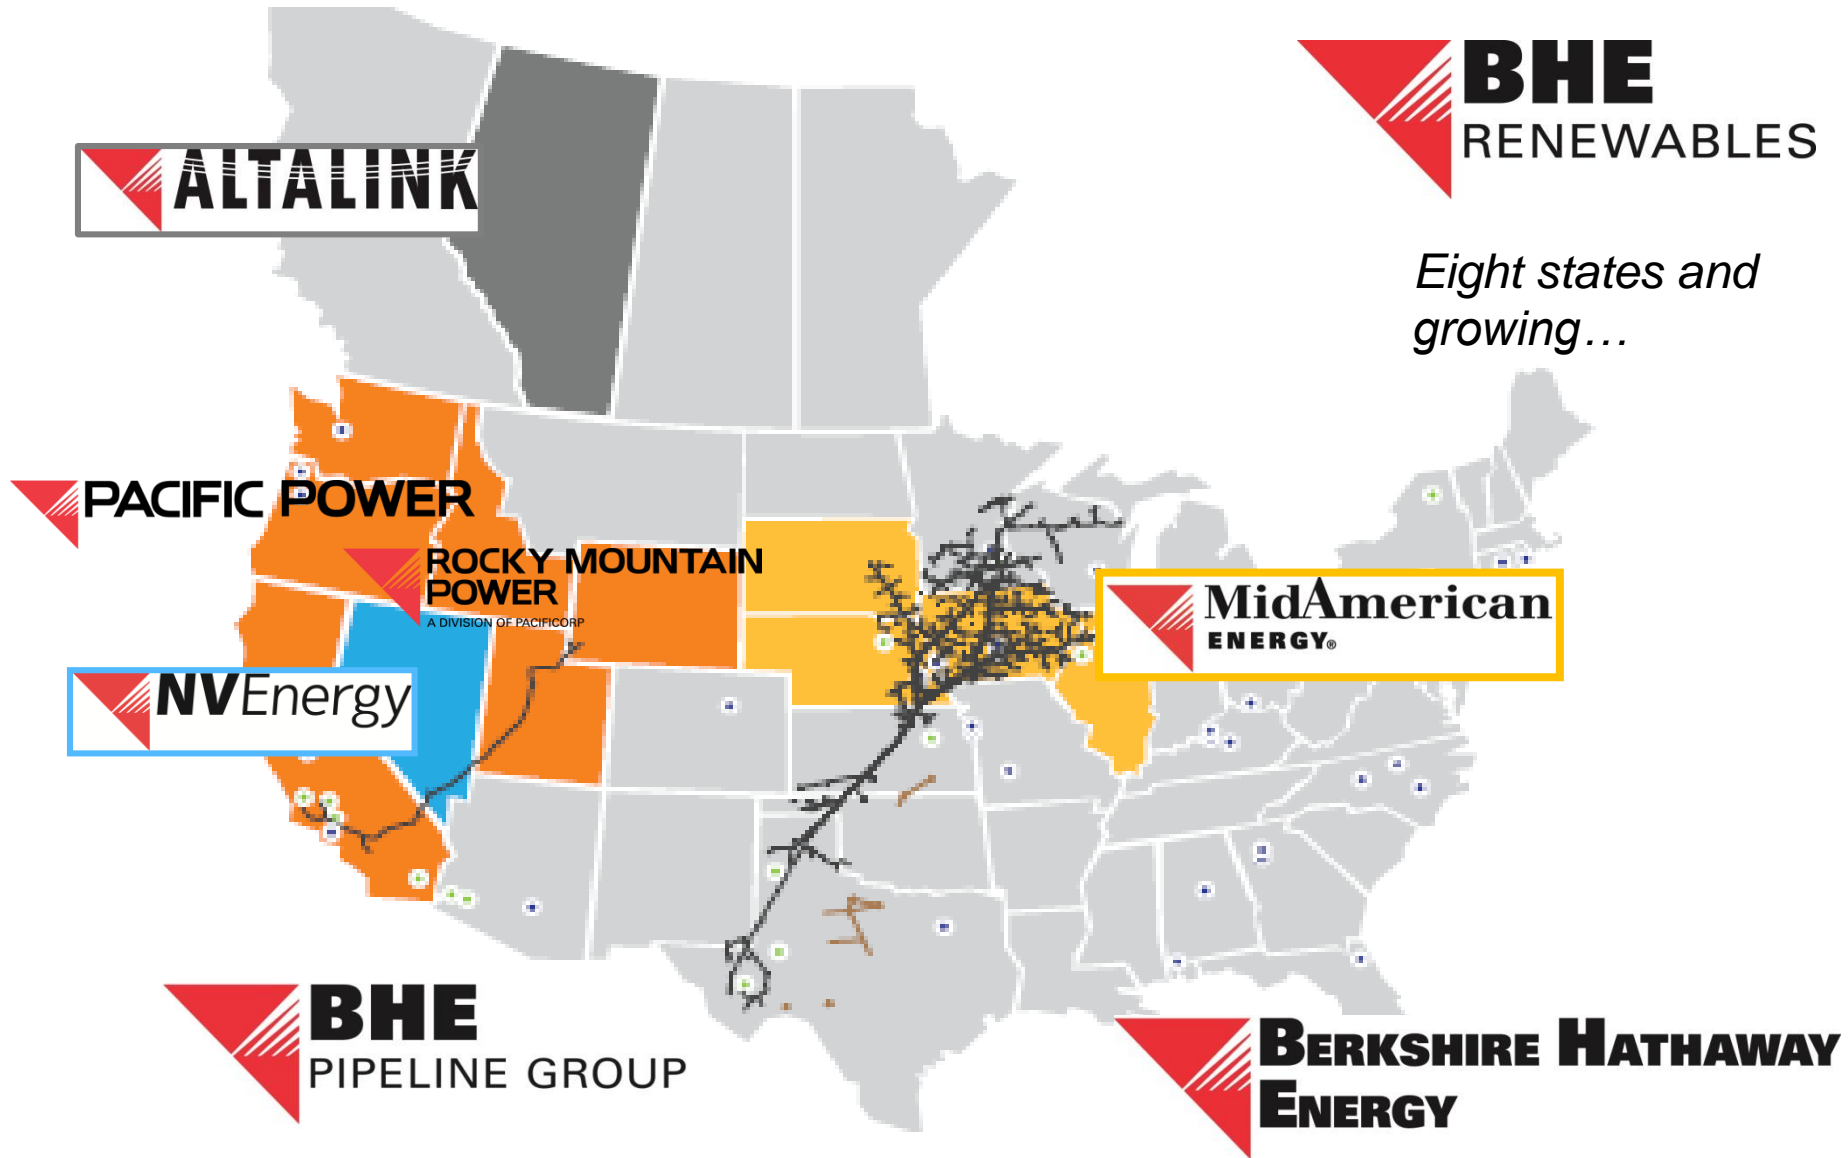 BHE
RENEWABLES
ALTALINK
Eight states and
growing…
PACIFIC POWER
ROCKY MOUNTAIN
POWER
A DIVISION OF PACIFICORP
MidAmerican
ENERGY®
NVEnergy
BHE
PIPELINE GROUP
BERKSHIRE HATHAWAY
ENERGY